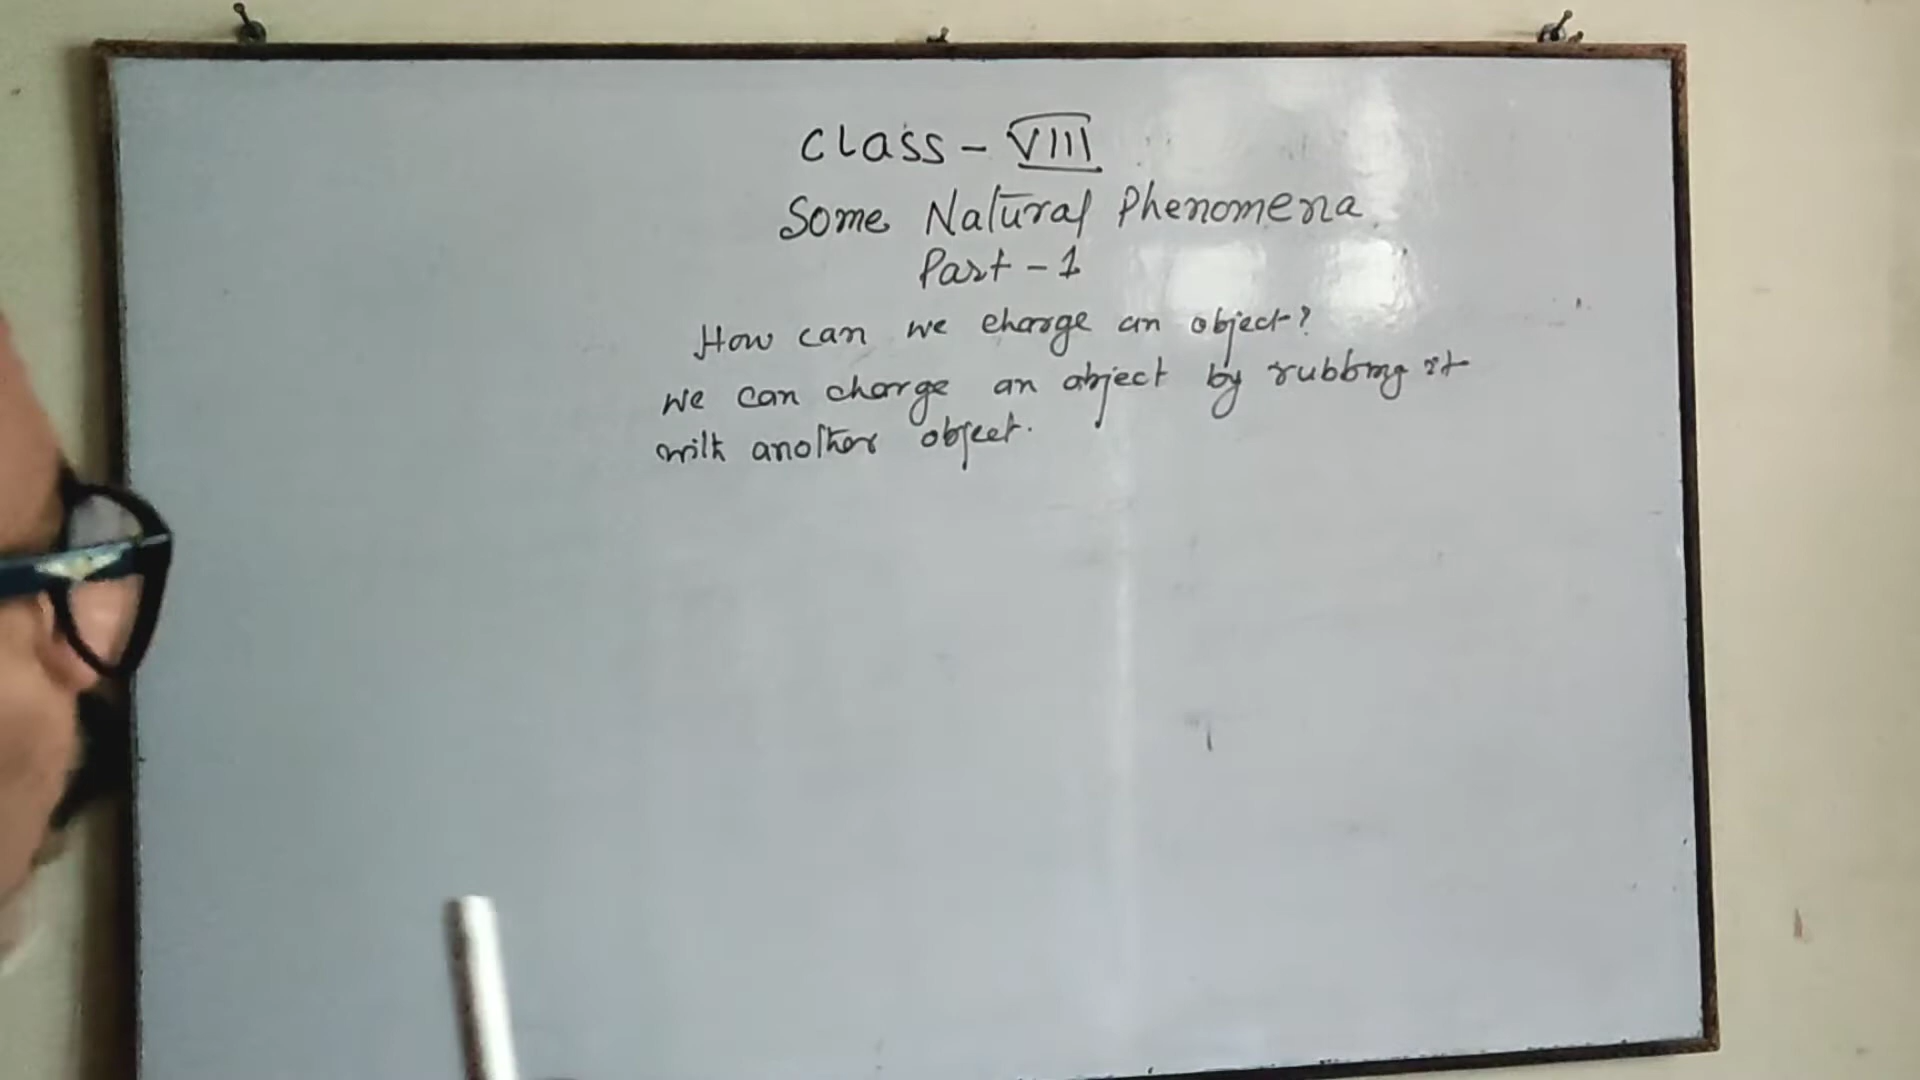 Class - VIII
Some Natural Phenomena
Part - 1
How can we charge an object?
We can charge an object by rubbing it
with another object.